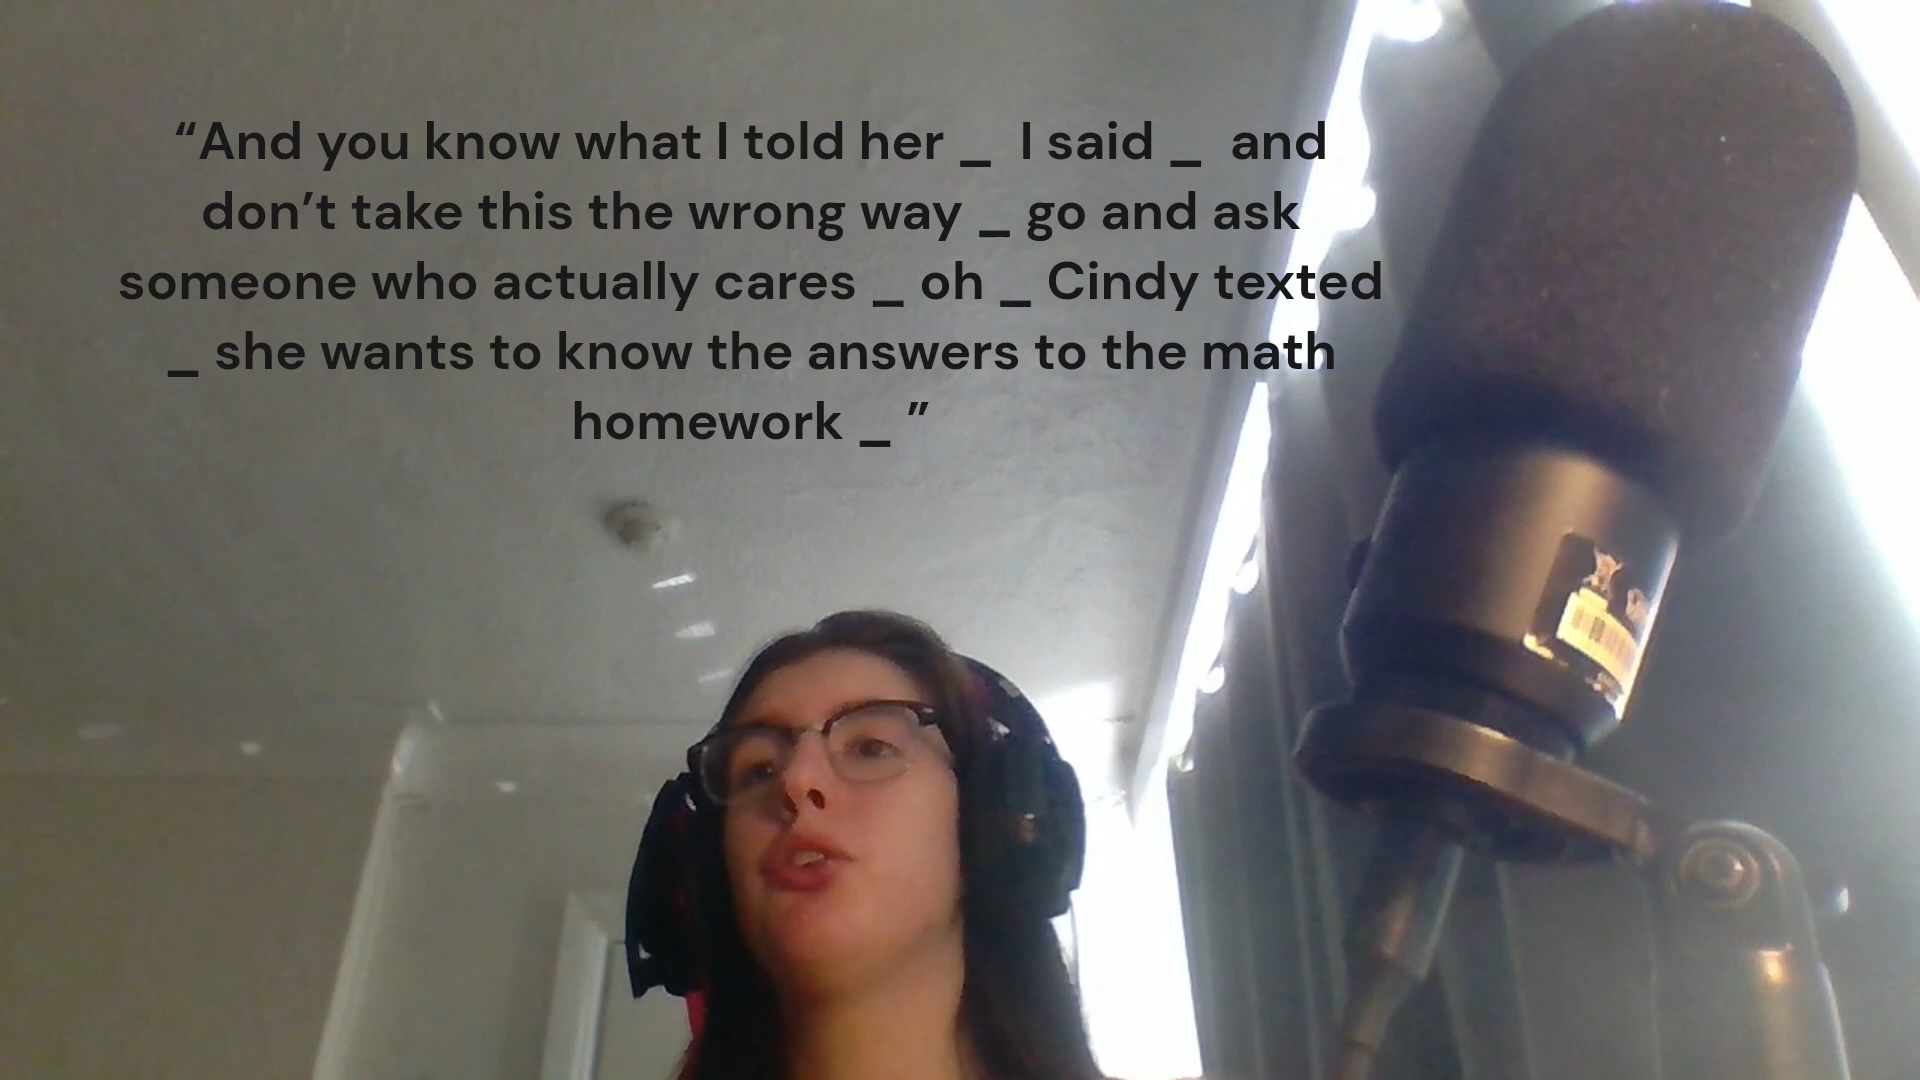 “And you know what I told her _ I said _ and
don’t take this the wrong way _ go and ask
someone who actually cares _ oh _ Cindy texted
_ she wants to know the answers to the math
homework _ ”